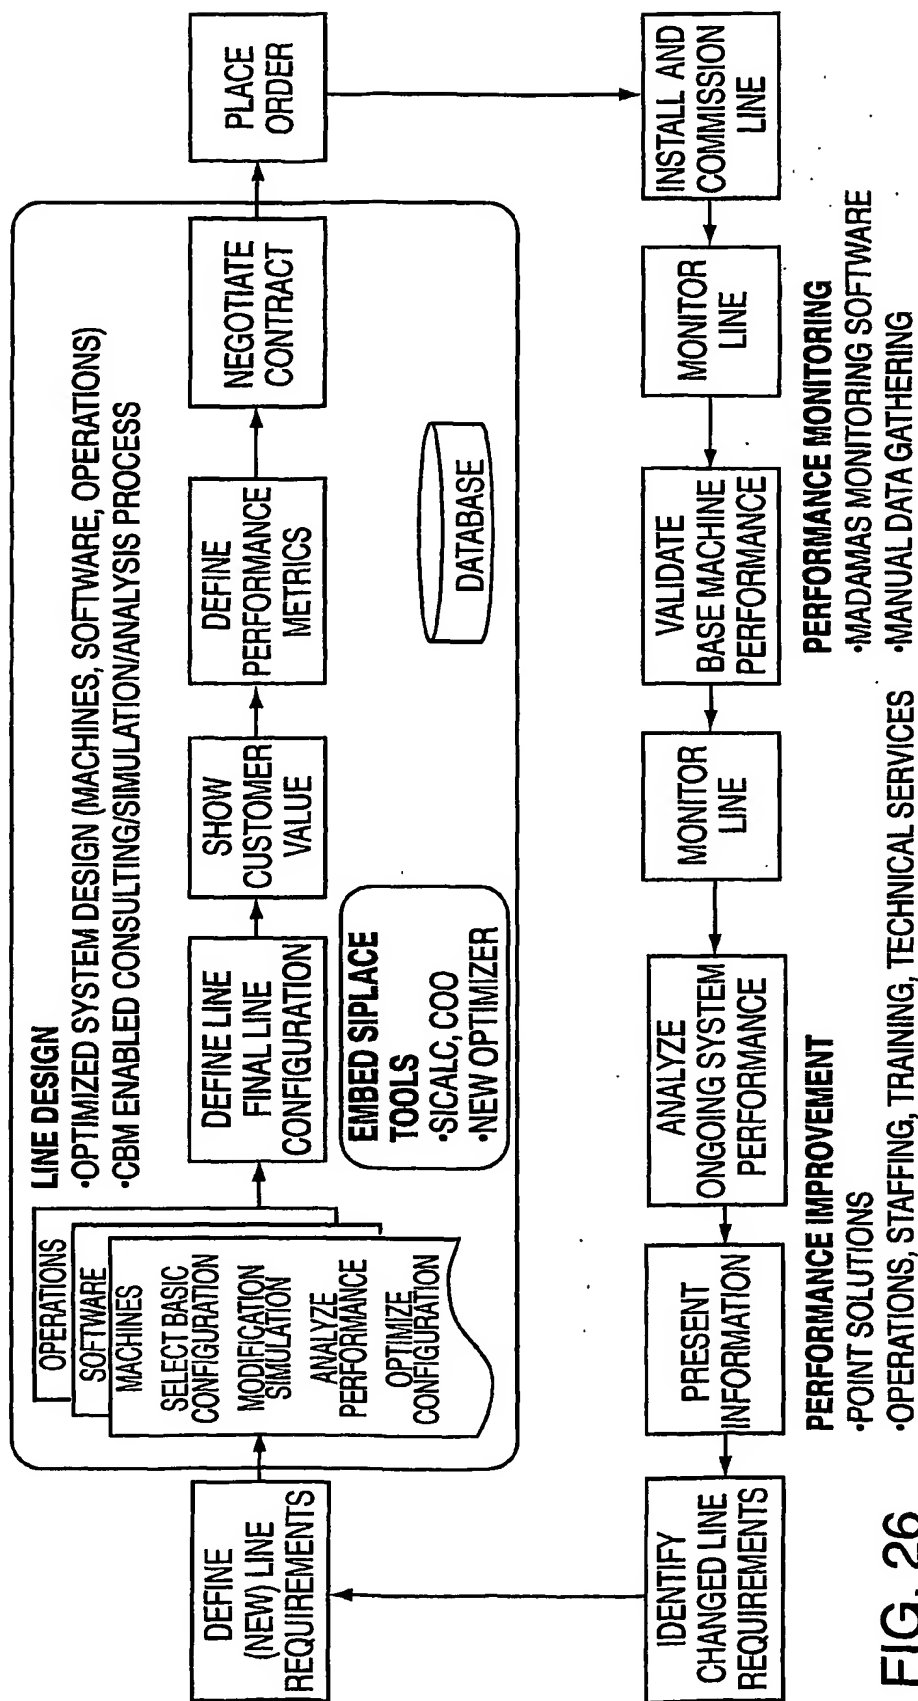 LINE DESIGN
•OPTIMIZED SYSTEM DESIGN (MACHINES, SOFTWARE, OPERATIONS)
•CBM ENABLED CONSULTING/SIMULATION/ANALYSIS PROCESS
DEFINE
(NEW) LINE
REQUIREMENTS
OPERATIONS
SOFTWARE
MACHINES
SELECT BASIC
CONFIGURATION
MODIFICATION
SIMULATION
ANALYZE
PERFORMANCE
OPTIMIZE
CONFIGURATION
DEFINE LINE
FINAL LINE
CONFIGURATION
SHOW
CUSTOMER
VALUE
DEFINE
PERFORMANCE
METRICS
NEGOTIATE
CONTRACT
PLACE
ORDER
EMBED SIPLACE
TOOLS
•SICALC, COO
•NEW OPTIMIZER
DATABASE
IDENTIFY
CHANGED LINE
REQUIREMENTS
PRESENT
INFORMATION
ANALYZE
ONGOING SYSTEM
PERFORMANCE
MONITOR
LINE
VALIDATE
BASE MACHINE
PERFORMANCE
MONITOR
LINE
INSTALL AND
COMMISSION
LINE
PERFORMANCE IMPROVEMENT
•POINT SOLUTIONS
•OPERATIONS, STAFFING, TRAINING, TECHNICAL SERVICES
PERFORMANCE MONITORING
•MADAMAS MONITORING SOFTWARE
•MANUAL DATA GATHERING
FIG. 26